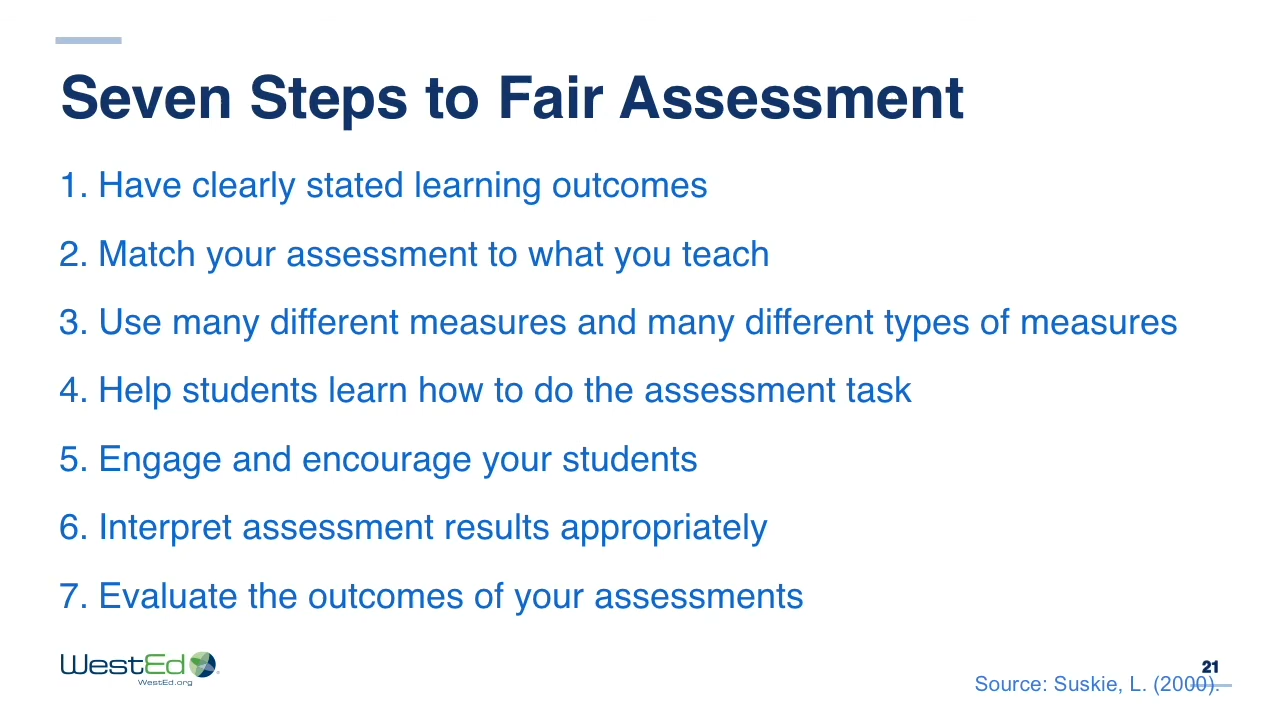 Seven Steps to Fair Assessment
1. Have clearly stated learning outcomes
2. Match your assessment to what you teach
3. Use many different measures and many different types of measures
4. Help students learn how to do the assessment task
5. Engage and encourage your students
6. Interpret assessment results appropriately
7. Evaluate the outcomes of your assessments
WestEd
WestEd.org
21
Source: Suskie, L. (2000).